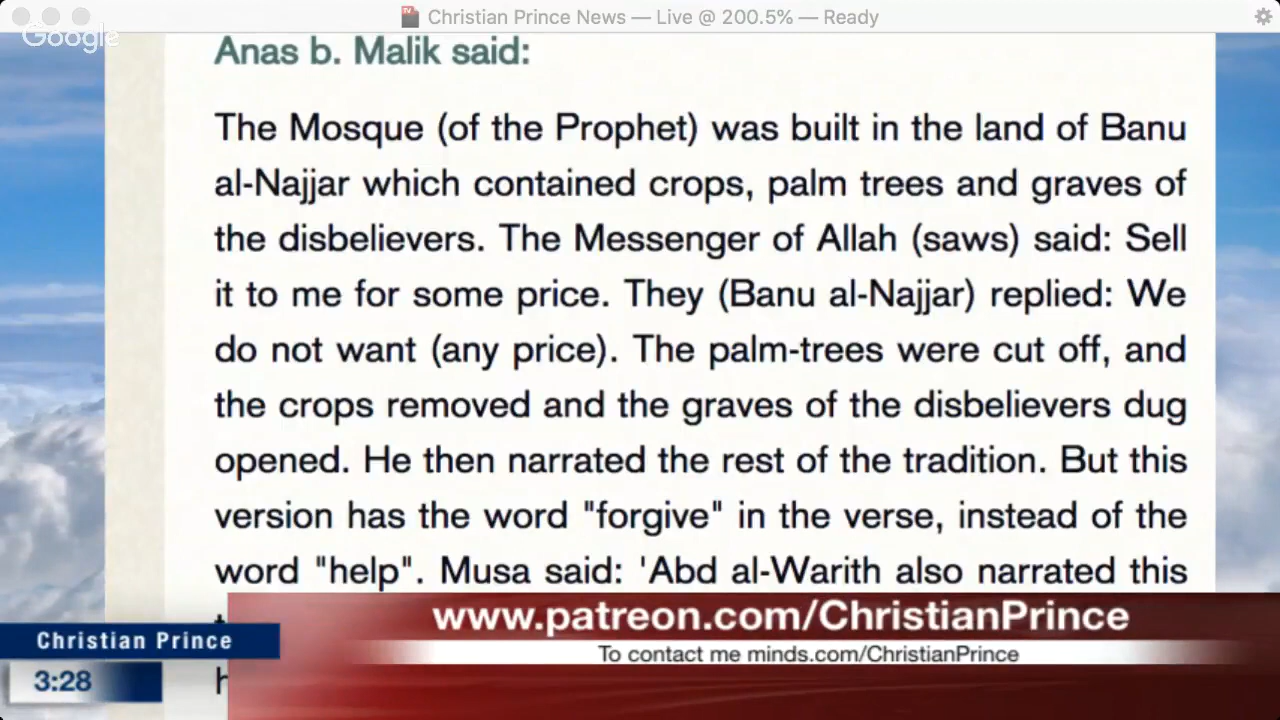 Christian Prince News — Live @ 200.5% — Ready
Google
Anas b. Malik said:
The Mosque (of the Prophet) was built in the land of Banu
al-Najjar which contained crops, palm trees and graves of
the disbelievers. The Messenger of Allah (saws) said: Sell
it to me for some price. They (Banu al-Najjar) replied: We
do not want (any price). The palm-trees were cut off, and
the crops removed and the graves of the disbelievers dug
opened. He then narrated the rest of the tradition. But this
version has the word "forgive" in the verse, instead of the
word "help". Musa said: 'Abd al-Warith also narrated this
www.patreon.com/ChristianPrince
Christian Prince
To contact me minds.com/ChristianPrince
3:28